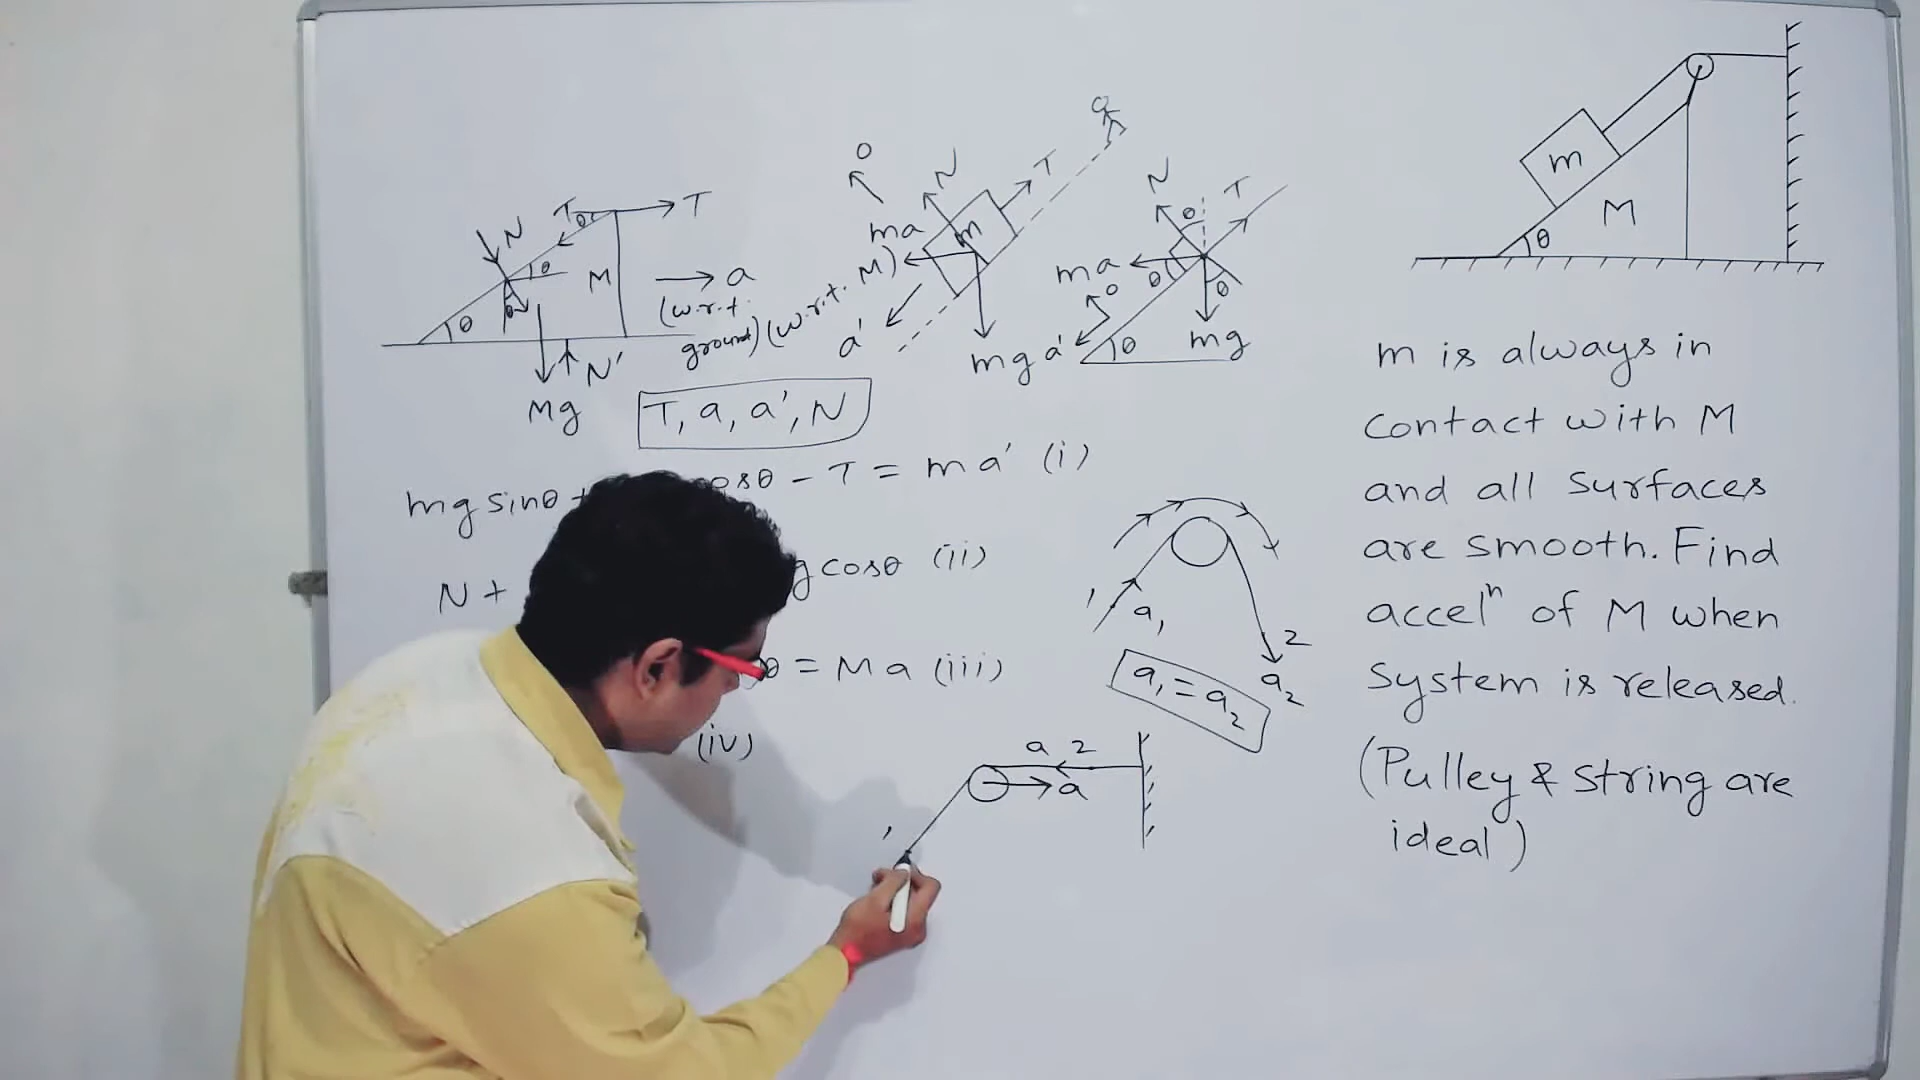 N
T
θ
T
θ
M
θ
θ
a
(w.r.t.
ground)
N'
Mg
0
N
T
m
ma
(w.r.t. M)
a'
mg
N
θ
T
ma
θ
0
θ
a'
θ
mg
T, a, a', N
mg sinθ + cosθ - T = ma' (i)
N + g cosθ (ii)
θ = Ma (iii)
(iv)
1
a₁
2
a₂
a₁ = a₂
a 2
a
1
m
M
θ
m is always in
contact with M
and all surfaces
are smooth. Find
accelⁿ of M when
system is released.
(Pulley & string are
ideal)